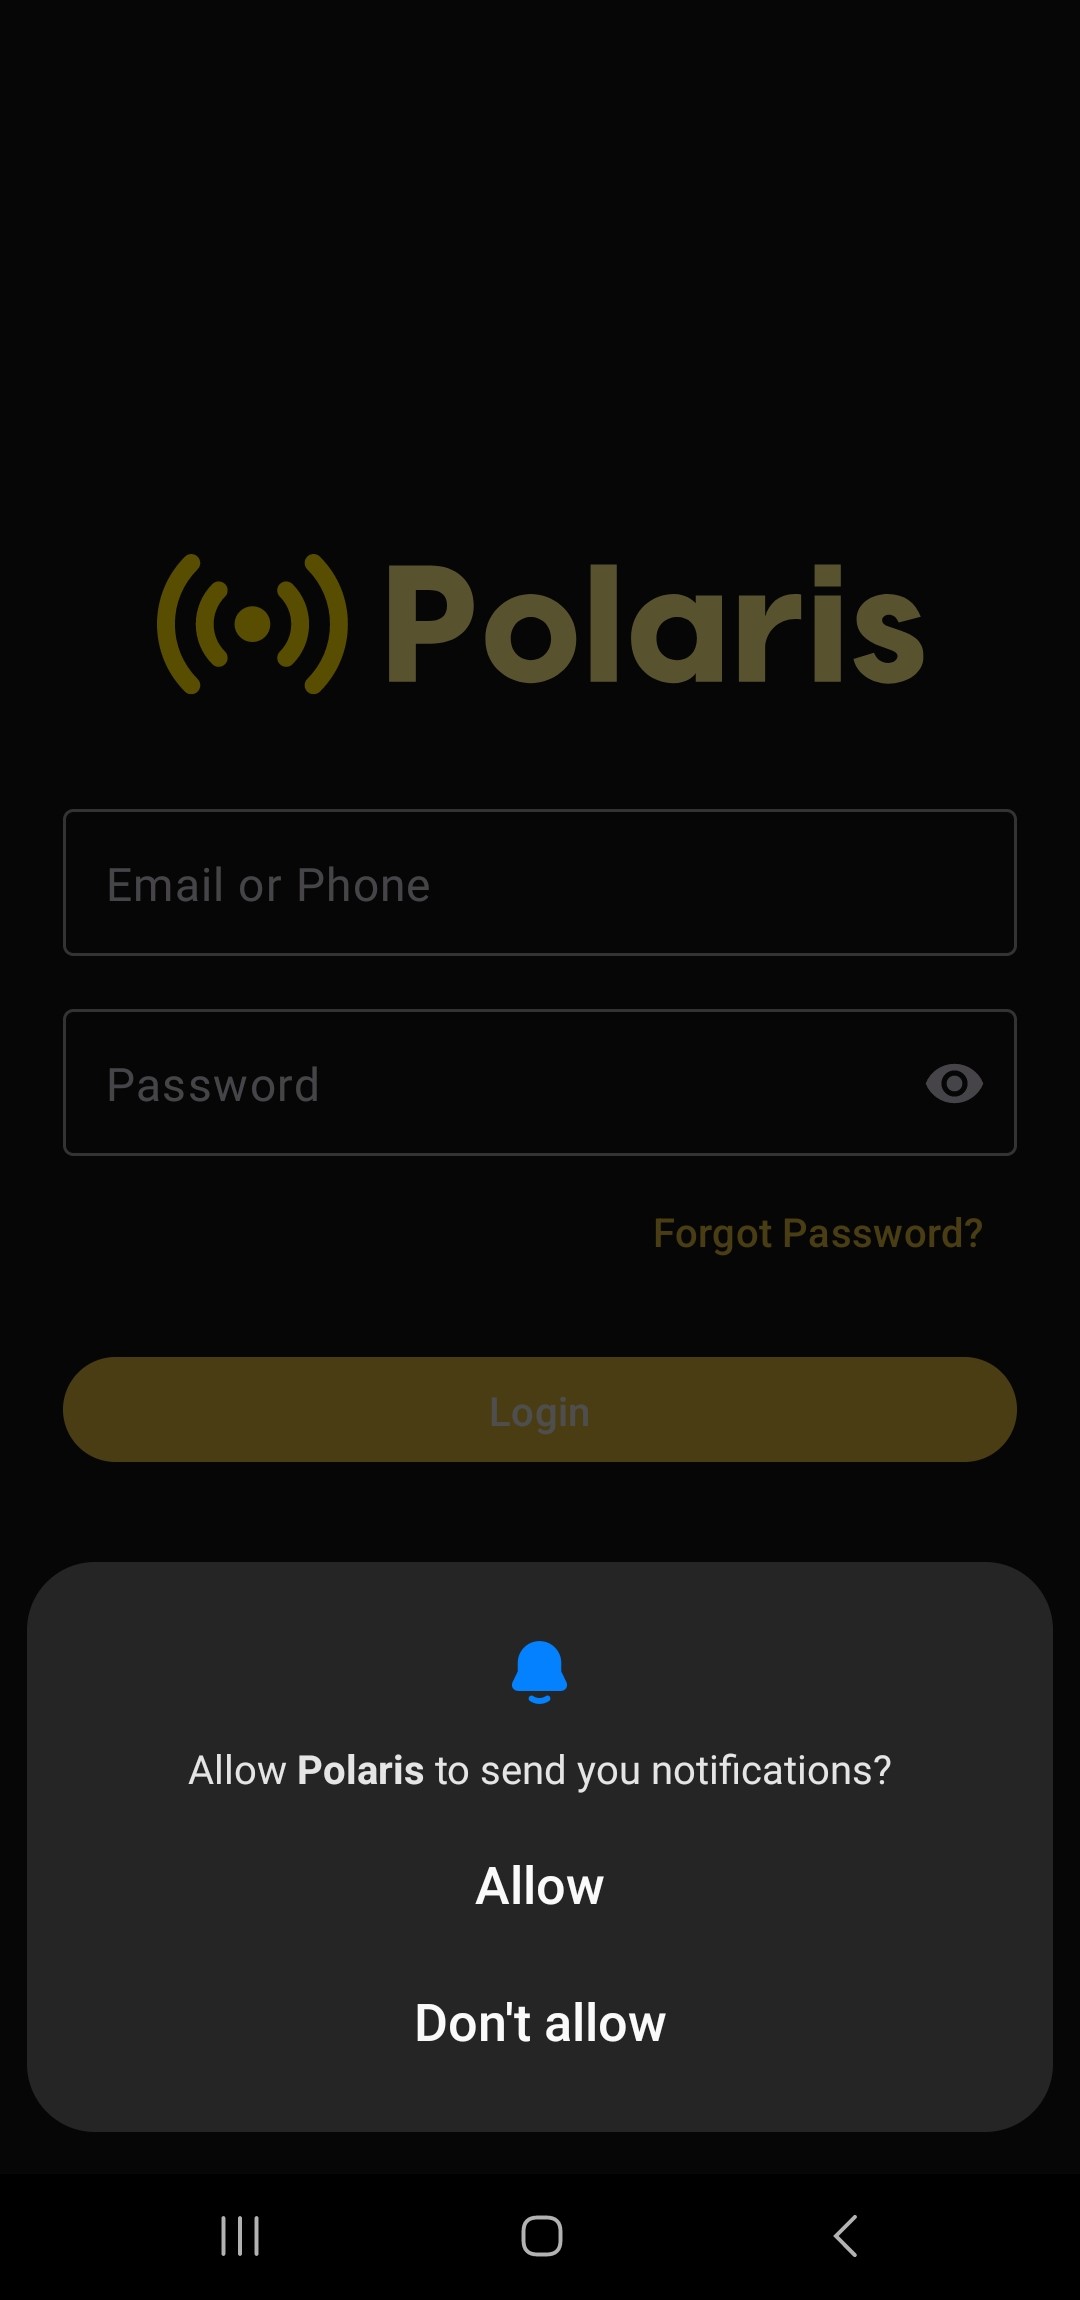 Polaris
Email or Phone
Password
Forgot Password?
Login
Allow Polaris to send you notifications?
Allow
Don't allow